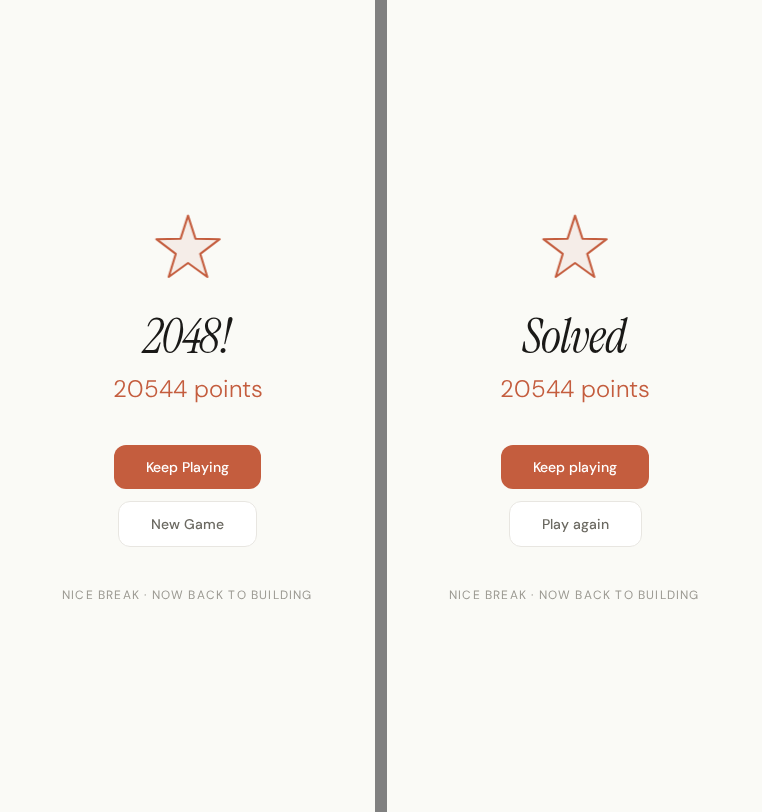 2048!
20544 points
Keep Playing
New Game
NICE BREAK · NOW BACK TO BUILDING
Solved
20544 points
Keep playing
Play again
NICE BREAK · NOW BACK TO BUILDING